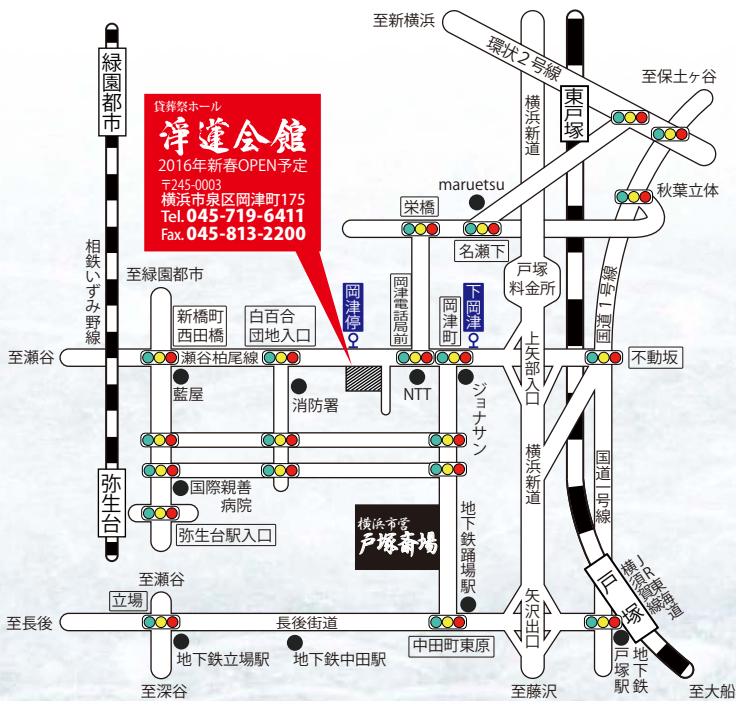 至新横浜
環状2号線
至保土ヶ谷
緑園都市
横浜新道
東戸塚
貸葬祭ホール
浄蓮会館
2016年新春OPEN予定
〒245-0003
横浜市泉区岡津町175
Tel. 045-719-6411
Fax. 045-813-2200
maruetsu
秋葉立体
栄橋
名瀬下
相鉄いずみ野線
至緑園都市
戸塚
料金所
国道1号線
新橋町
西田橋
白百合
団地入口
岡津停
岡津電話局前
岡津町
下岡津
至瀬谷
瀬谷柏尾線
上矢部入口
不動坂
藍屋
消防署
NTT
ジョナサン
弥生台
国際親善
病院
弥生台駅入口
横浜新道
国道一号線
横浜市営
戸塚斎場
地下鉄踊場駅
戸塚
JR東海道
横須賀線
至瀬谷
立場
至長後
長後街道
矢沢出口
中田町東原
地下鉄立場駅
地下鉄中田駅
地下鉄
戸塚駅
至深谷
至藤沢
至大船